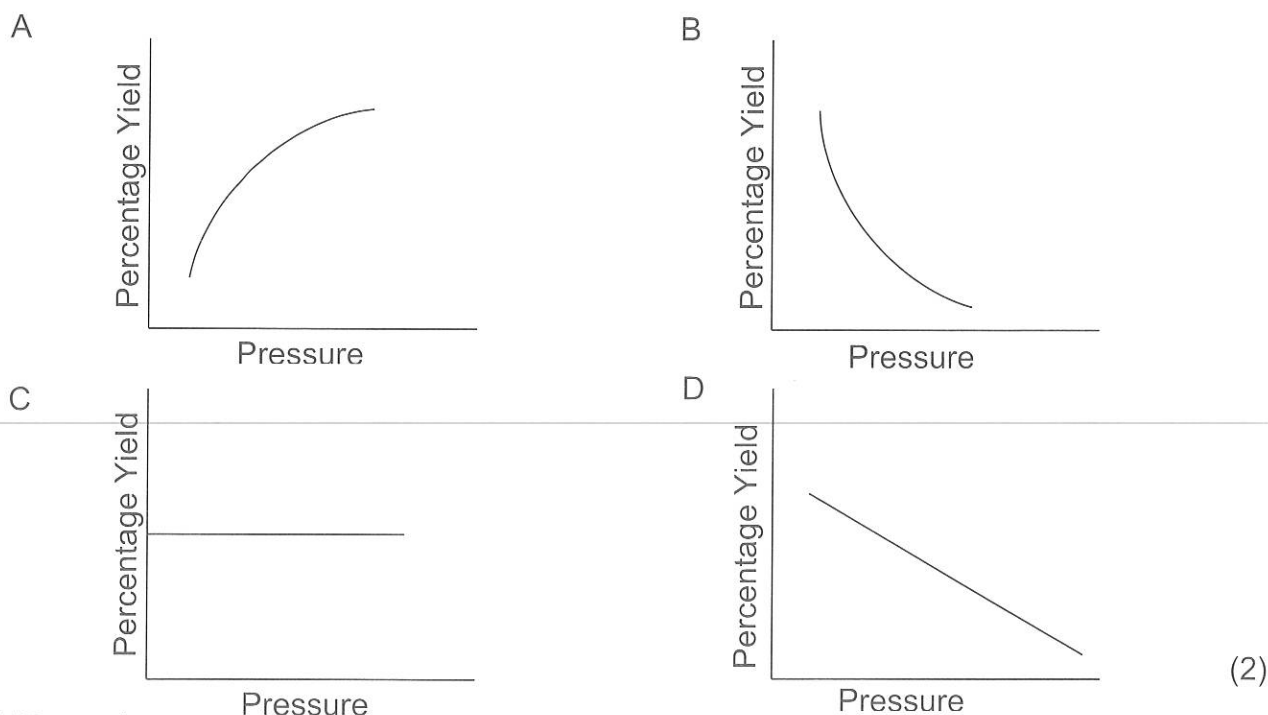 A
Percentage Yield
Pressure
B
Percentage Yield
Pressure
C
Percentage Yield
Pressure
D
Percentage Yield
Pressure
(2)